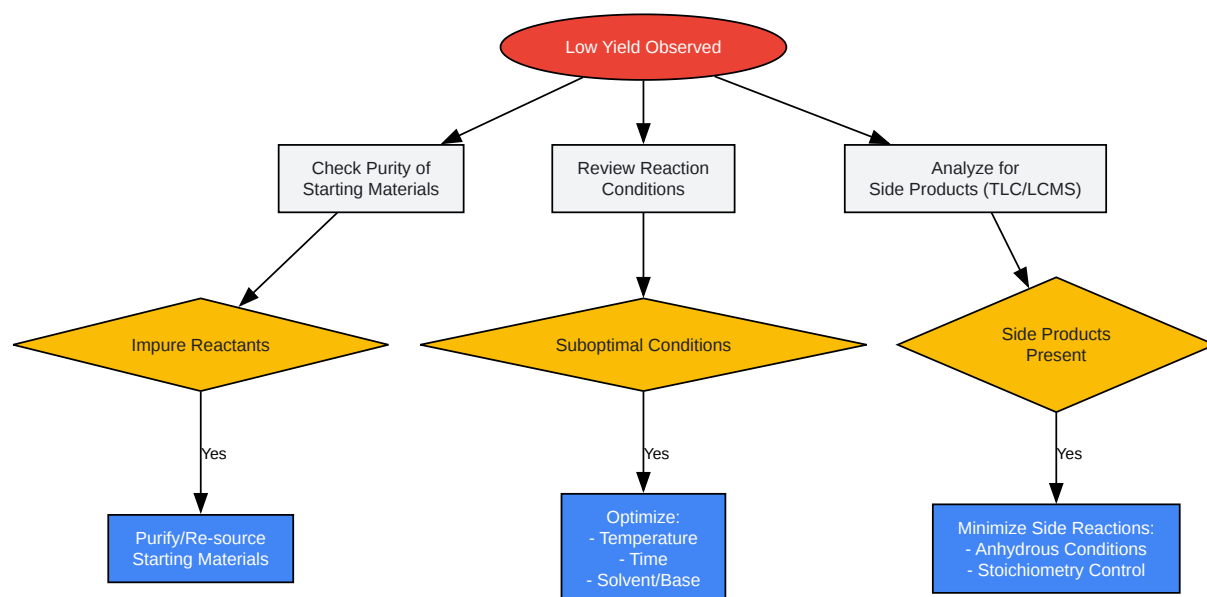 Low Yield Observed
Check Purity of
Starting Materials
Review Reaction
Conditions
Analyze for
Side Products (TLC/LCMS)
Impure Reactants
Suboptimal Conditions
Side Products
Present
Yes
Yes
Yes
Purify/Re-source
Starting Materials
Optimize:
- Temperature
- Time
- Solvent/Base
Minimize Side Reactions:
- Anhydrous Conditions
- Stoichiometry Control